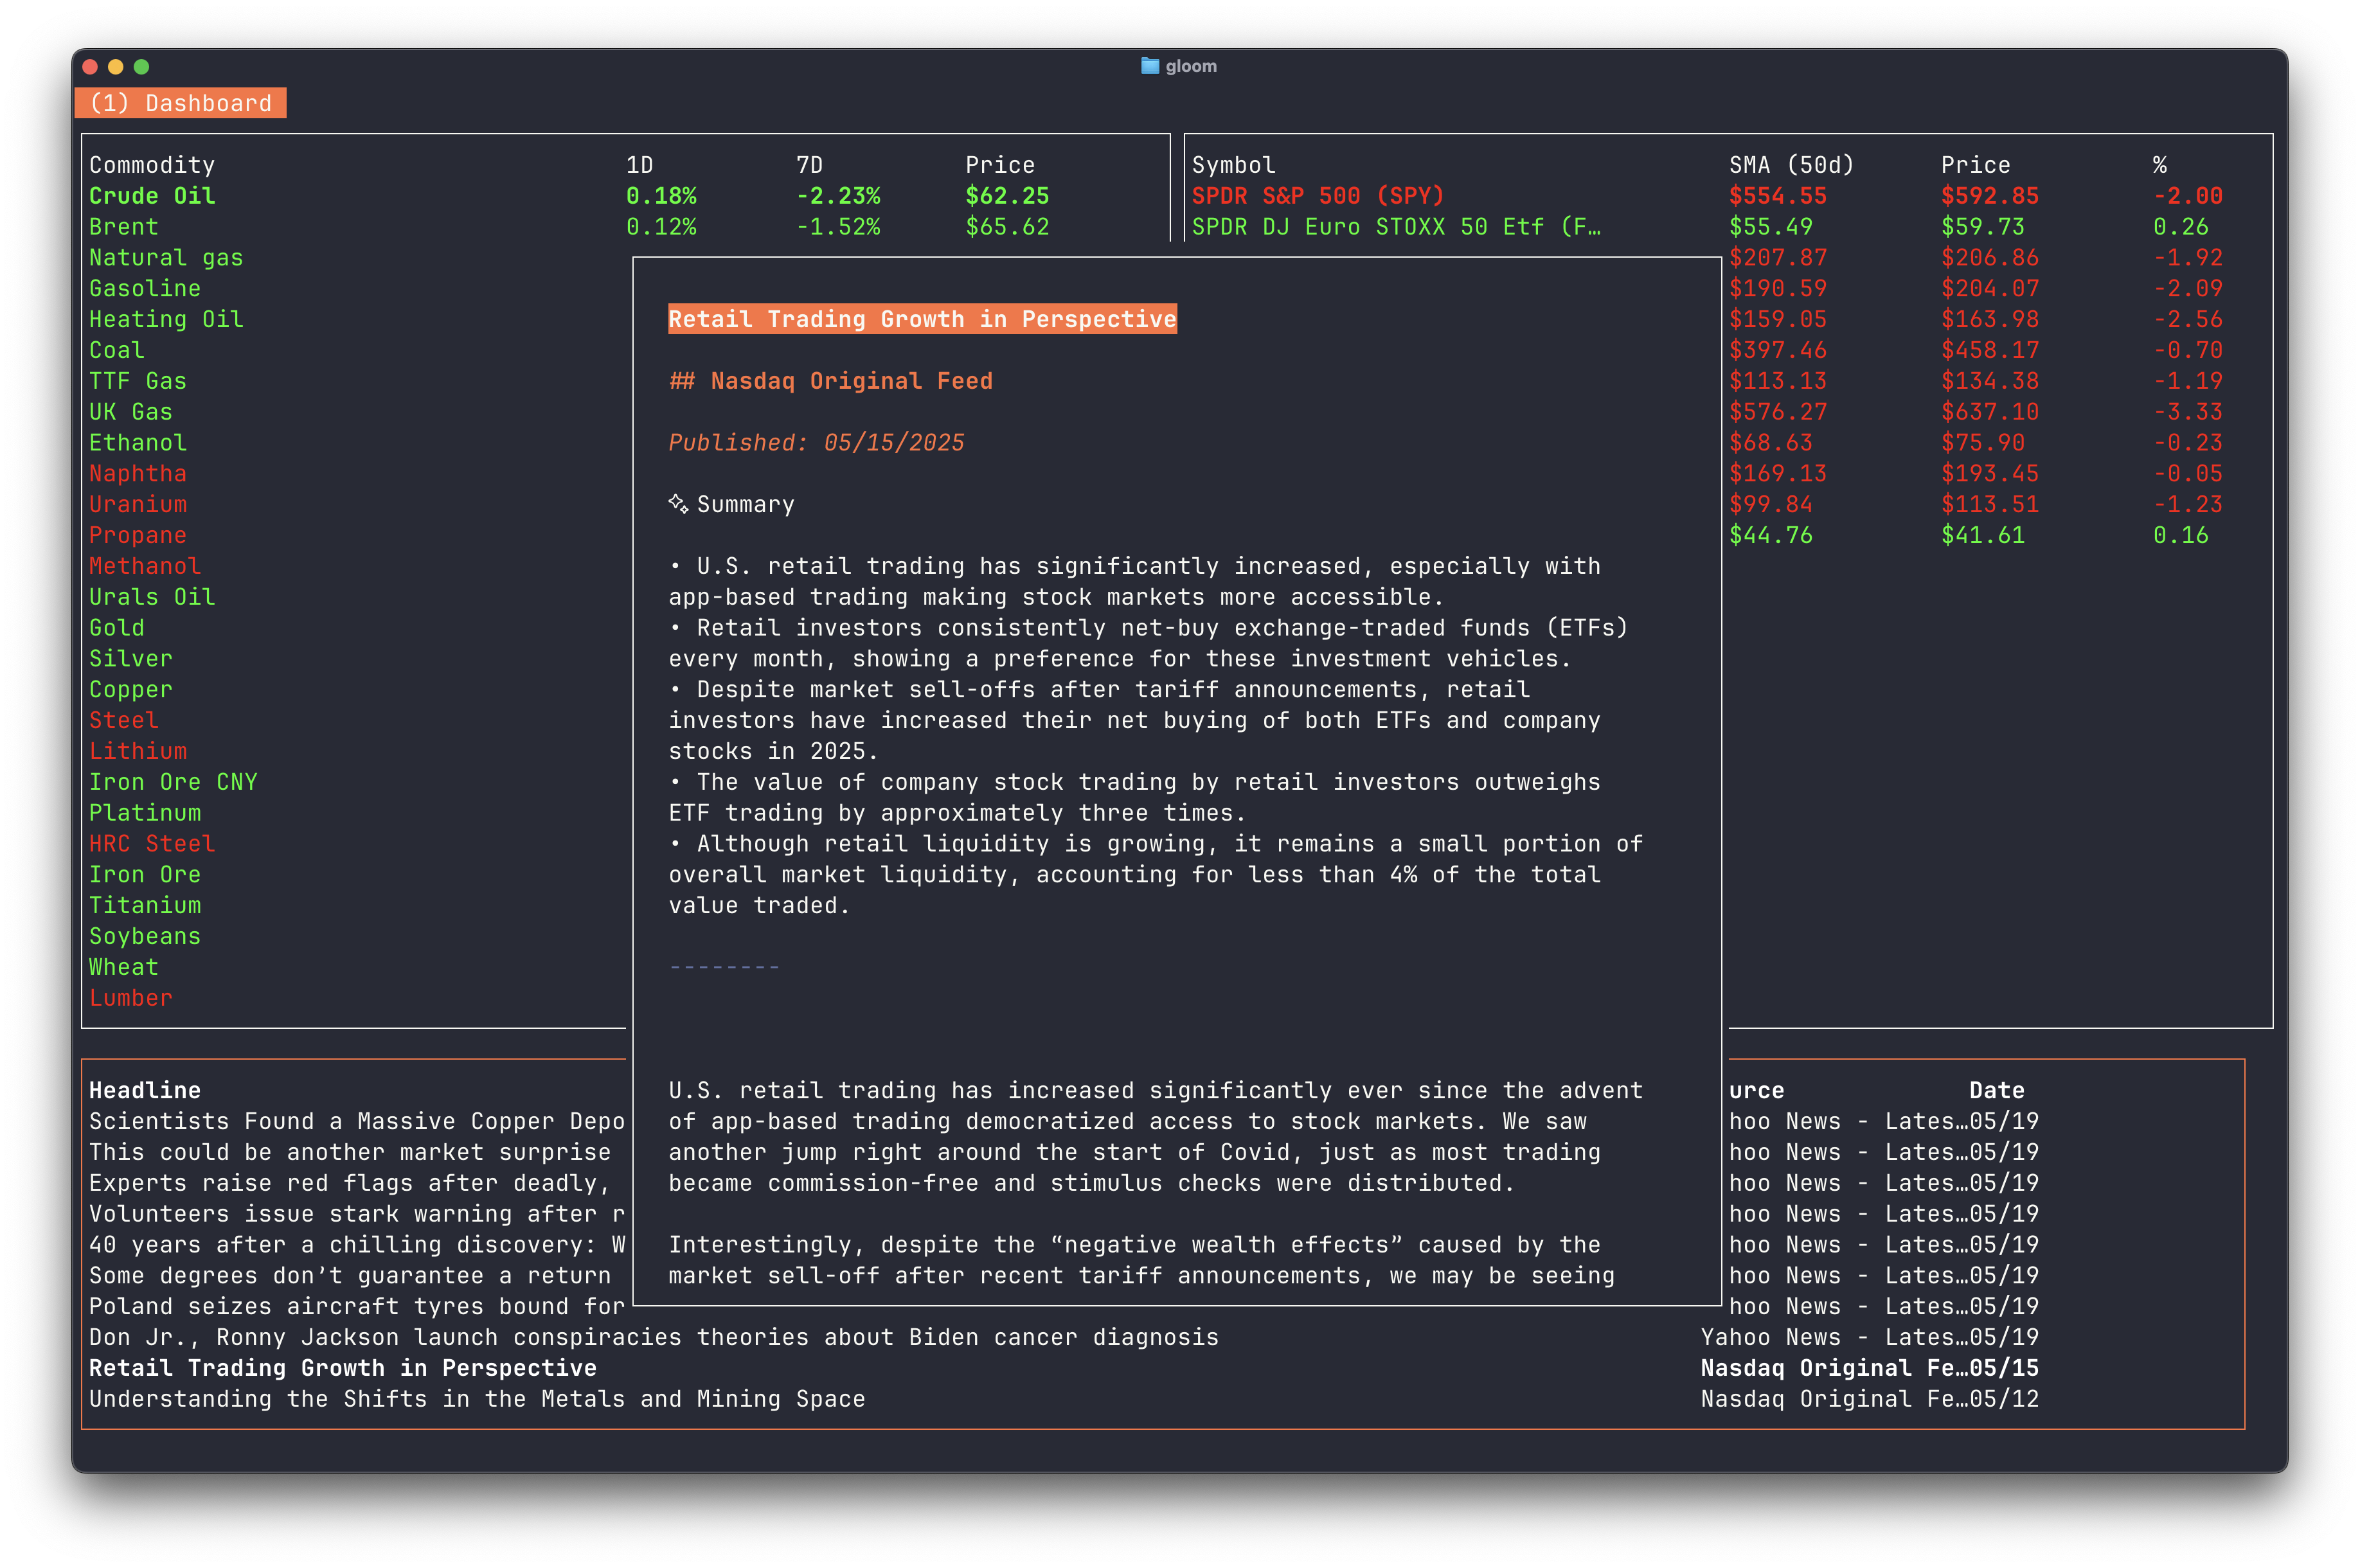 gloom
(1) Dashboard
Commodity 1D 7D Price
Crude Oil 0.18% -2.23% $62.25
Brent 0.12% -1.52% $65.62
Natural gas
Gasoline
Heating Oil
Coal
TTF Gas
UK Gas
Ethanol
Naphtha
Uranium
Propane
Methanol
Urals Oil
Gold
Silver
Copper
Steel
Lithium
Iron Ore CNY
Platinum
HRC Steel
Iron Ore
Titanium
Soybeans
Wheat
Lumber
Symbol SMA (50d) Price %
SPDR S&P 500 (SPY) $554.55 $592.85 -2.00
SPDR DJ Euro STOXX 50 Etf (F… $55.49 $59.73 0.26
$207.87 $206.86 -1.92
$190.59 $204.07 -2.09
$159.05 $163.98 -2.56
$397.46 $458.17 -0.70
$113.13 $134.38 -1.19
$576.27 $637.10 -3.33
$68.63 $75.90 -0.23
$169.13 $193.45 -0.05
$99.84 $113.51 -1.23
$44.76 $41.61 0.16
Retail Trading Growth in Perspective
## Nasdaq Original Feed
Published: 05/15/2025
Summary
• U.S. retail trading has significantly increased, especially with
app-based trading making stock markets more accessible.
• Retail investors consistently net-buy exchange-traded funds (ETFs)
every month, showing a preference for these investment vehicles.
• Despite market sell-offs after tariff announcements, retail
investors have increased their net buying of both ETFs and company
stocks in 2025.
• The value of company stock trading by retail investors outweighs
ETF trading by approximately three times.
• Although retail liquidity is growing, it remains a small portion of
overall market liquidity, accounting for less than 4% of the total
value traded.
--------
U.S. retail trading has increased significantly ever since the advent
of app-based trading democratized access to stock markets. We saw
another jump right around the start of Covid, just as most trading
became commission-free and stimulus checks were distributed.
Interestingly, despite the “negative wealth effects” caused by the
market sell-off after recent tariff announcements, we may be seeing
Headline urce Date
Scientists Found a Massive Copper Depo hoo News - Lates…05/19
This could be another market surprise hoo News - Lates…05/19
Experts raise red flags after deadly, hoo News - Lates…05/19
Volunteers issue stark warning after r hoo News - Lates…05/19
40 years after a chilling discovery: W hoo News - Lates…05/19
Some degrees don’t guarantee a return hoo News - Lates…05/19
Poland seizes aircraft tyres bound for hoo News - Lates…05/19
Don Jr., Ronny Jackson launch conspiracies theories about Biden cancer diagnosis Yahoo News - Lates…05/19
Retail Trading Growth in Perspective Nasdaq Original Fe…05/15
Understanding the Shifts in the Metals and Mining Space Nasdaq Original Fe…05/12